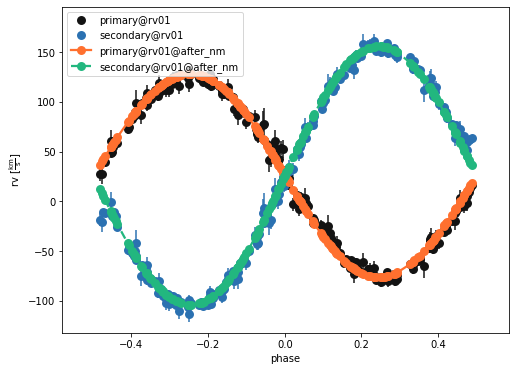 primary@rv01
secondary@rv01
primary@rv01@after_nm
secondary@rv01@after_nm
150
100
50
0
−50
−100
rv [km/s]
−0.4 −0.2 0.0 0.2 0.4
phase